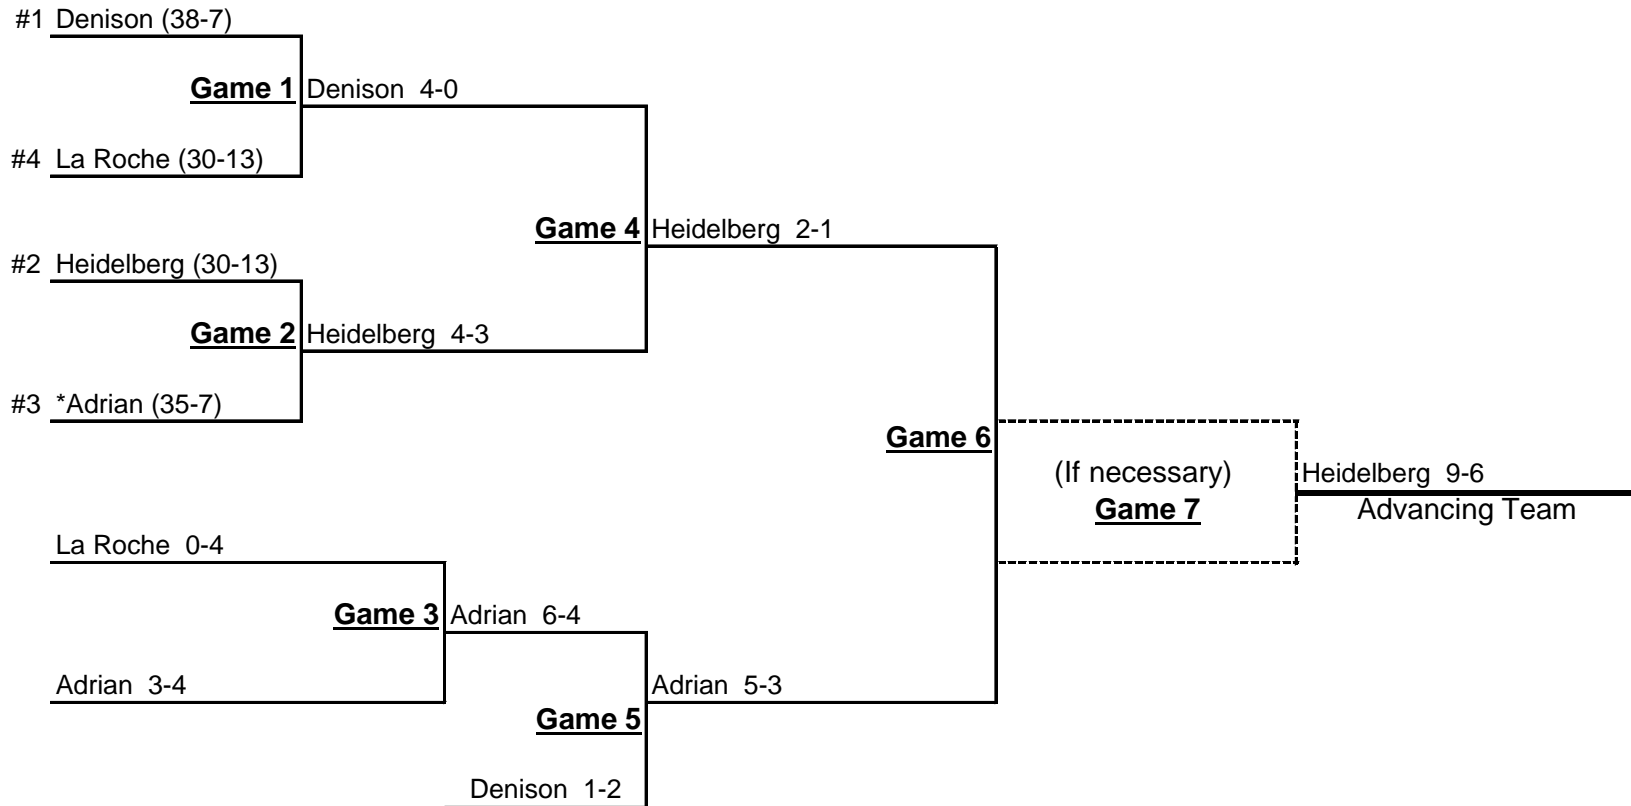 #1 Denison (38-7)
Game 1
Denison 4-0
#4 La Roche (30-13)
Game 4
Heidelberg 2-1
#2 Heidelberg (30-13)
Game 2
Heidelberg 4-3
#3 *Adrian (35-7)
Game 6
(If necessary)
Game 7
Heidelberg 9-6
Advancing Team
La Roche 0-4
Game 3
Adrian 6-4
Adrian 3-4
Adrian 5-3
Game 5
Denison 1-2